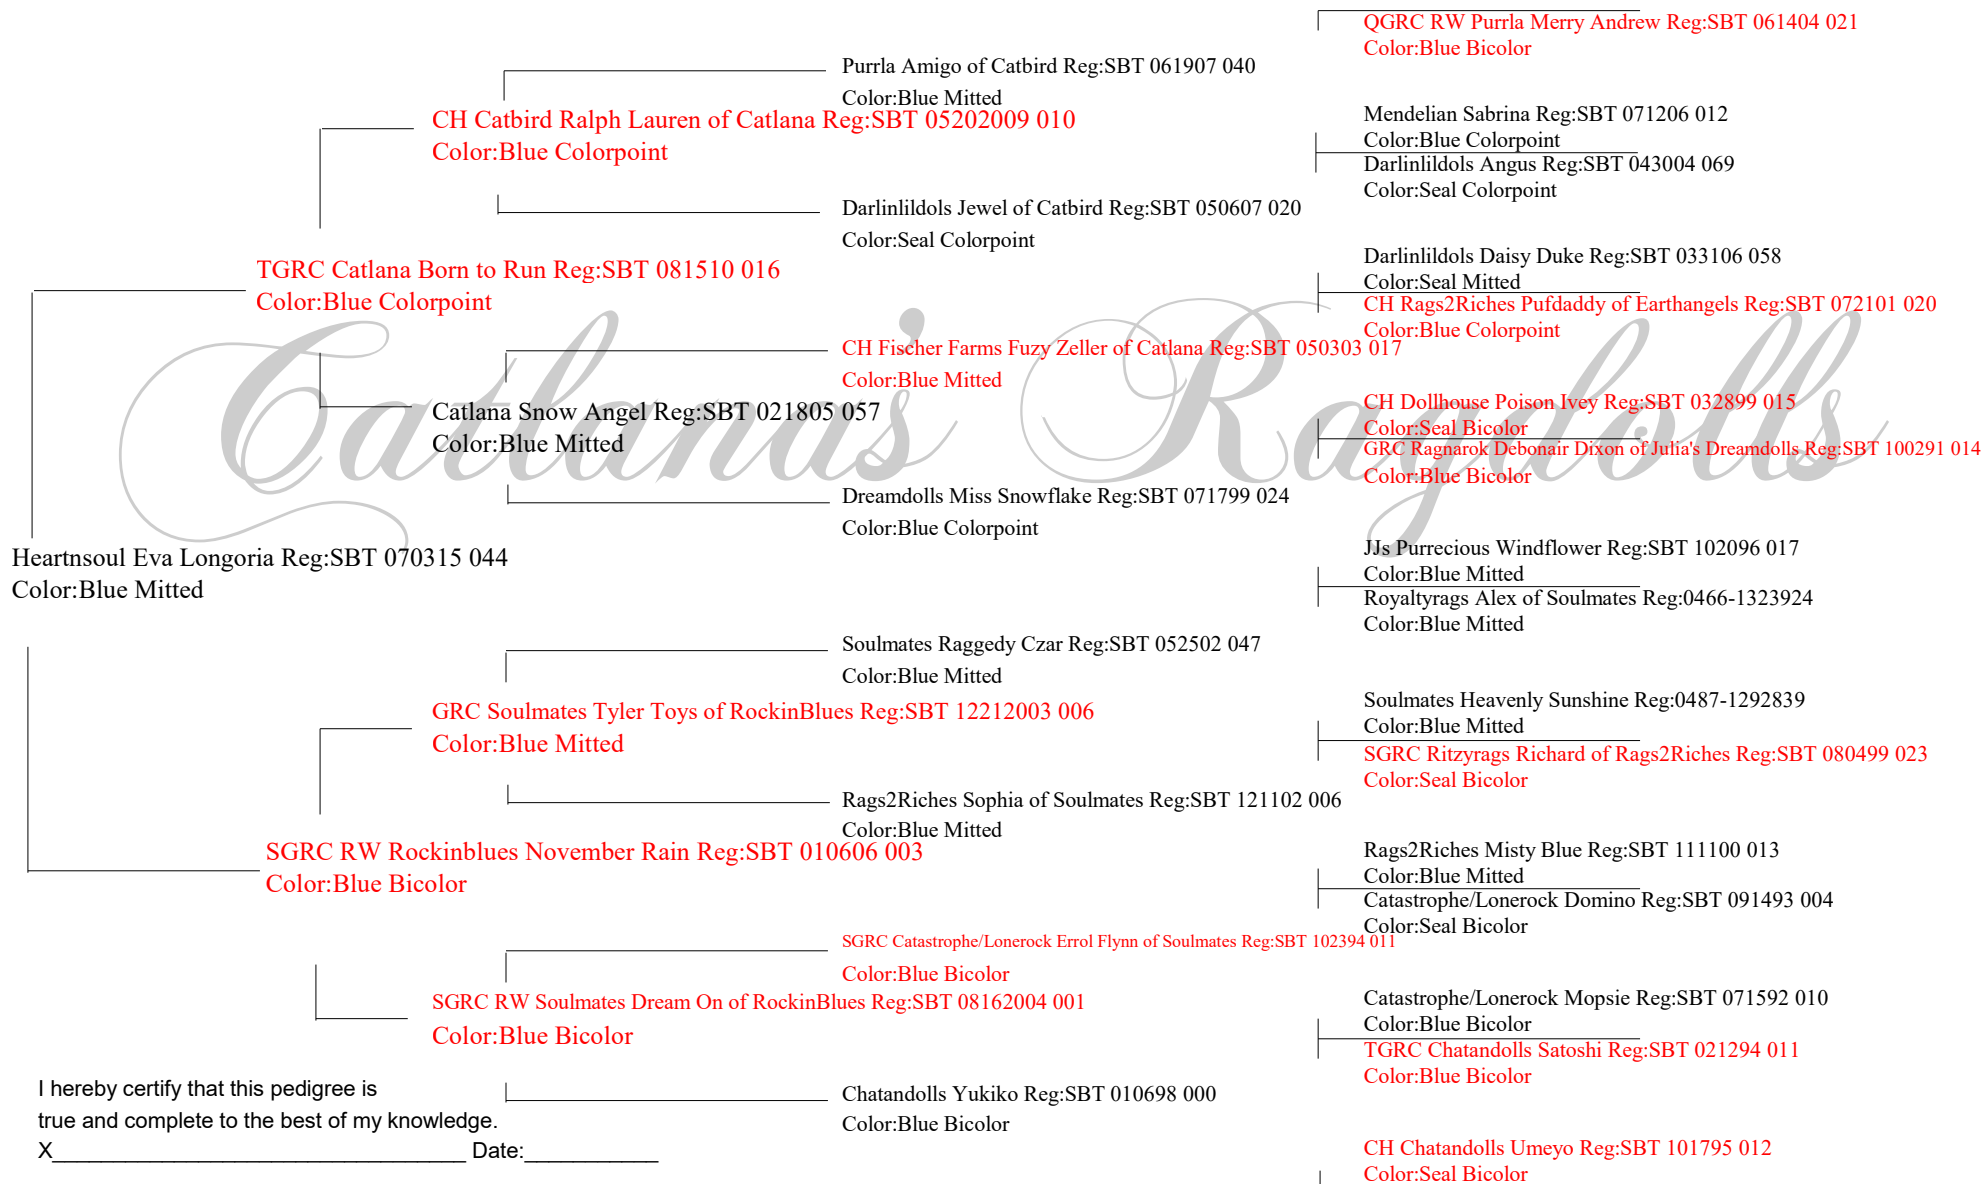 Catlana's Ragdolls
Heartnsoul Eva Longoria Reg:SBT 070315 044
Color:Blue Mitted
TGRC Catlana Born to Run Reg:SBT 081510 016
Color:Blue Colorpoint
SGRC RW Rockinblues November Rain Reg:SBT 010606 003
Color:Blue Bicolor
CH Catbird Ralph Lauren of Catlana Reg:SBT 05202009 010
Color:Blue Colorpoint
Catlana Snow Angel Reg:SBT 021805 057
Color:Blue Mitted
GRC Soulmates Tyler Toys of RockinBlues Reg:SBT 12212003 006
Color:Blue Mitted
SGRC RW Soulmates Dream On of RockinBlues Reg:SBT 08162004 001
Color:Blue Bicolor
Purrla Amigo of Catbird Reg:SBT 061907 040
Color:Blue Mitted
Darlinlildols Jewel of Catbird Reg:SBT 050607 020
Color:Seal Colorpoint
CH Fischer Farms Fuzy Zeller of Catlana Reg:SBT 050303 017
Color:Blue Mitted
Dreamdolls Miss Snowflake Reg:SBT 071799 024
Color:Blue Colorpoint
Soulmates Raggedy Czar Reg:SBT 052502 047
Color:Blue Mitted
Rags2Riches Sophia of Soulmates Reg:SBT 121102 006
Color:Blue Mitted
SGRC Catastrophe/Lonerock Errol Flynn of Soulmates Reg:SBT 102394 011
Color:Blue Bicolor
Chatandolls Yukiko Reg:SBT 010698 000
Color:Blue Bicolor
QGRC RW Purrla Merry Andrew Reg:SBT 061404 021
Color:Blue Bicolor
Mendelian Sabrina Reg:SBT 071206 012
Color:Blue Colorpoint
Darlinlildols Angus Reg:SBT 043004 069
Color:Seal Colorpoint
Darlinlildols Daisy Duke Reg:SBT 033106 058
Color:Seal Mitted
CH Rags2Riches Pufdaddy of Earthangels Reg:SBT 072101 020
Color:Blue Colorpoint
CH Dollhouse Poison Ivey Reg:SBT 032899 015
Color:Seal Bicolor
GRC Ragnarok Debonair Dixon of Julia's Dreamdolls Reg:SBT 100291 014
Color:Blue Bicolor
JJs Purrecious Windflower Reg:SBT 102096 017
Color:Blue Mitted
Royaltyrags Alex of Soulmates Reg:0466-1323924
Color:Blue Mitted
Soulmates Heavenly Sunshine Reg:0487-1292839
Color:Blue Mitted
SGRC Ritzyrags Richard of Rags2Riches Reg:SBT 080499 023
Color:Seal Bicolor
Rags2Riches Misty Blue Reg:SBT 111100 013
Color:Blue Mitted
Catastrophe/Lonerock Domino Reg:SBT 091493 004
Color:Seal Bicolor
Catastrophe/Lonerock Mopsie Reg:SBT 071592 010
Color:Blue Bicolor
TGRC Chatandolls Satoshi Reg:SBT 021294 011
Color:Blue Bicolor
CH Chatandolls Umeyo Reg:SBT 101795 012
Color:Seal Bicolor
I hereby certify that this pedigree is
true and complete to the best of my knowledge.
X__________________________________ Date:___________